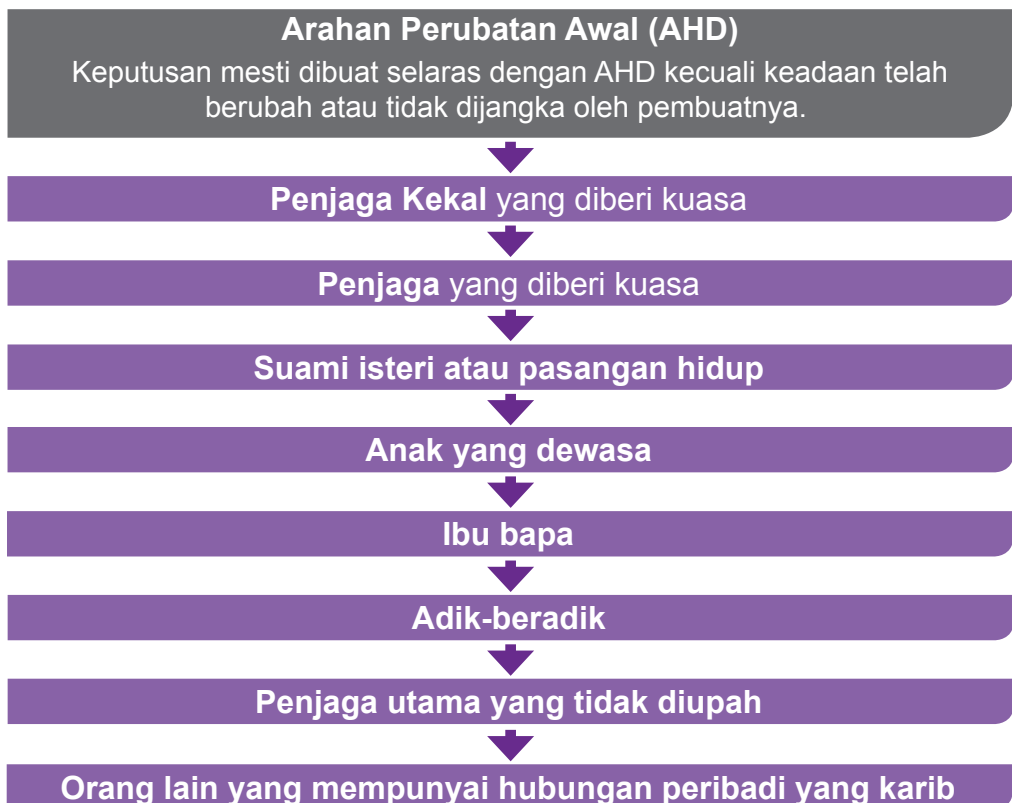 Arahan Perubatan Awal (AHD)
Keputusan mesti dibuat selaras dengan AHD kecuali keadaan telah
berubah atau tidak dijangka oleh pembuatnya.
Penjaga Kekal yang diberi kuasa
Penjaga yang diberi kuasa
Suami isteri atau pasangan hidup
Anak yang dewasa
Ibu bapa
Adik-beradik
Penjaga utama yang tidak diupah
Orang lain yang mempunyai hubungan peribadi yang karib